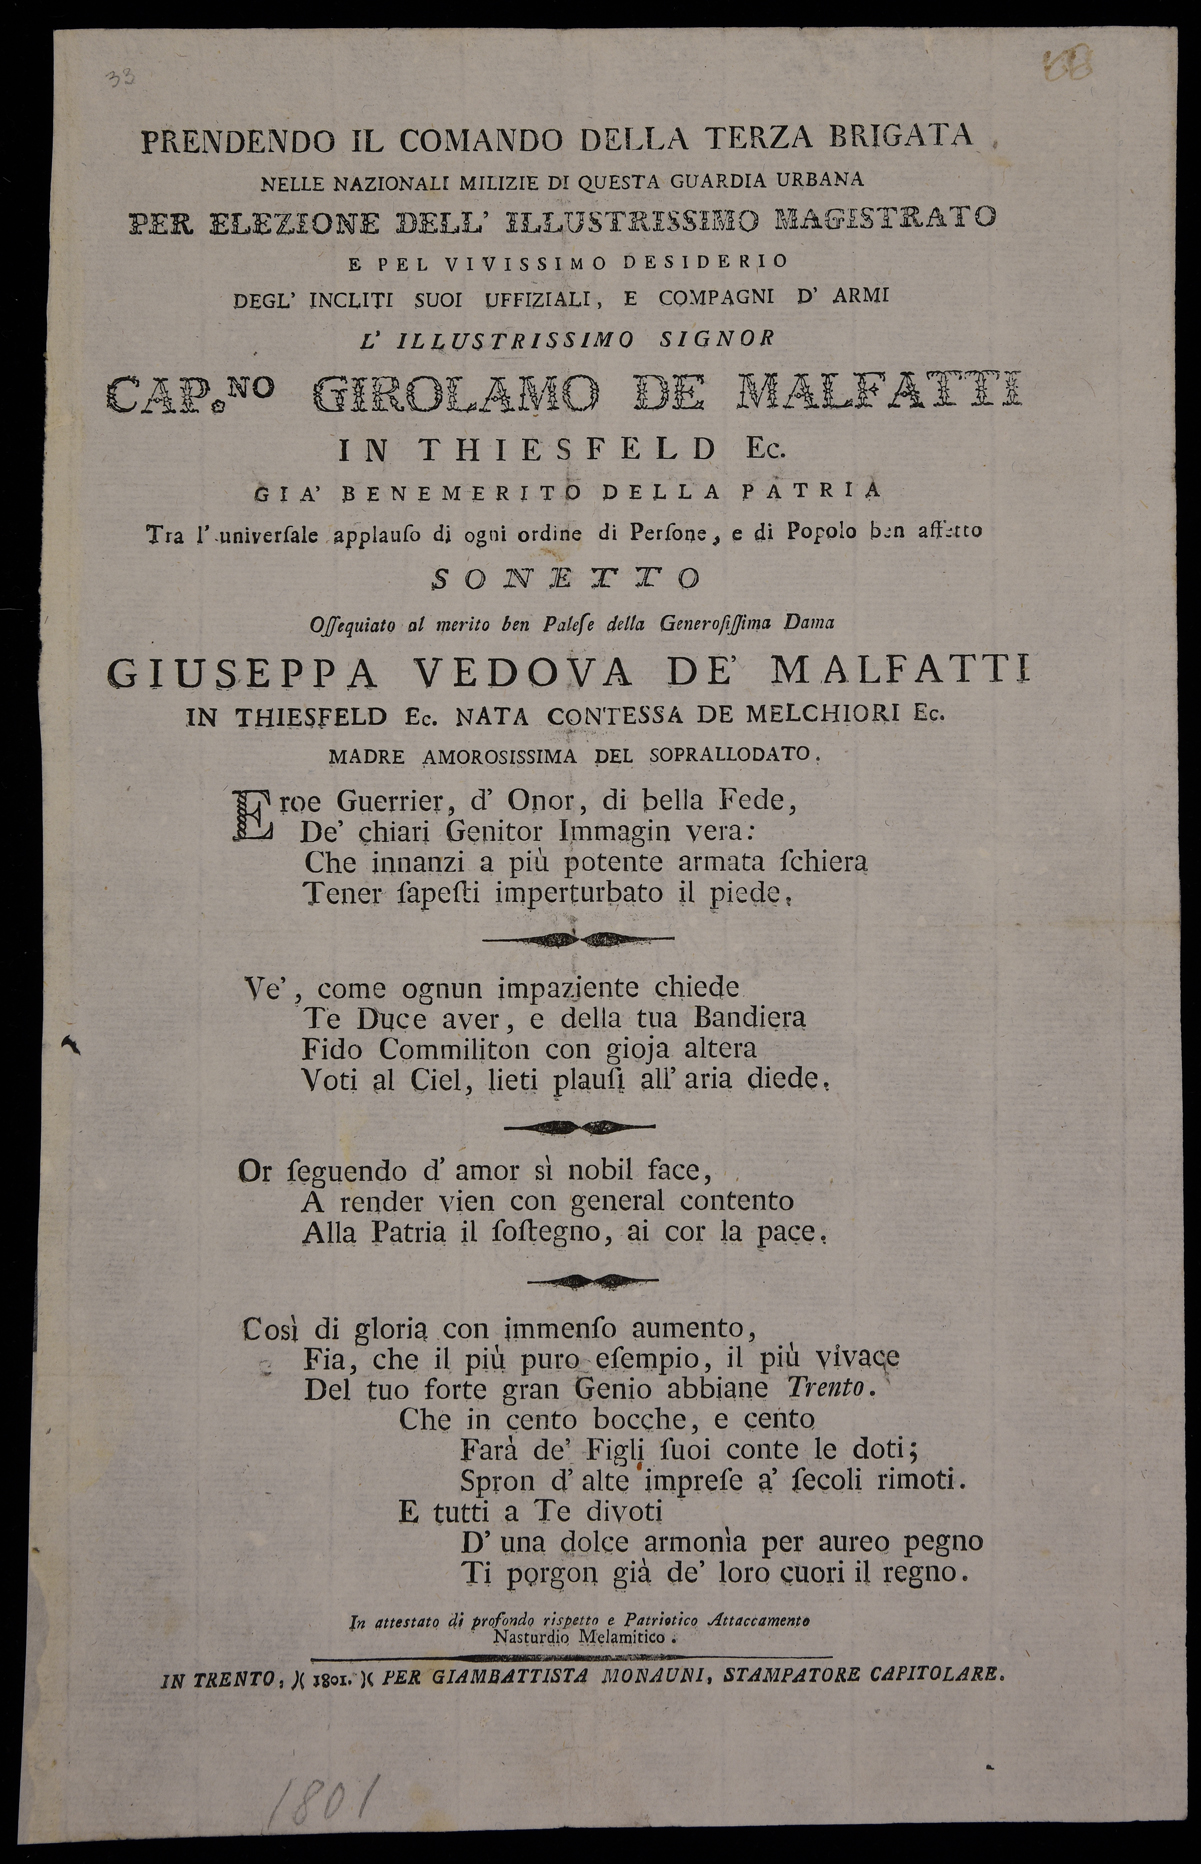 33
PRENDENDO IL COMANDO DELLA TERZA BRIGATA
NELLE NAZIONALI MILIZIE DI QUESTA GUARDIA URBANA
PER ELEZIONE DELL' ILLUSTRISSIMO MAGISTRATO
E PEL VIVISSIMO DESIDERIO
DEGL' INCLITI SUOI UFFIZIALI, E COMPAGNI D' ARMI
L' ILLUSTRISSIMO SIGNOR
CAP.NO GIROLAMO DE MALFATTI
IN THIESFELD Ec.
GIA' BENEMERITO DELLA PATRIA
Tra l' univerſale applauſo di ogni ordine di Perſone, e di Popolo ben affetto
SONETTO
Oſſequiato al merito ben Paleſe della Generoſiſſima Dama
GIUSEPPA VEDOVA DE' MALFATTI
IN THIESFELD Ec. NATA CONTESSA DE MELCHIORI Ec.
MADRE AMOROSISSIMA DEL SOPRALLODATO.
Eroe Guerrier, d' Onor, di bella Fede,
De' chiari Genitor Immagin vera:
Che innanzi a più potente armata ſchiera
Tener ſapeſti imperturbato il piede.
Ve', come ognun impaziente chiede
Te Duce aver, e della tua Bandiera
Fido Commiliton con gioja altera
Voti al Ciel, lieti plauſi all' aria diede.
Or ſeguendo d' amor sì nobil face,
A render vien con general contento
Alla Patria il ſoſtegno, ai cor la pace.
Così di gloria con immenſo aumento,
Fia, che il più puro eſempio, il più vivace
Del tuo forte gran Genio abbiane Trento.
Che in cento bocche, e cento
Farà de' Figli ſuoi conte le doti;
Spron d' alte impreſe a' ſecoli rimoti.
E tutti a Te divoti
D' una dolce armonìa per aureo pegno
Ti porgon già de' loro cuori il regno.
In attestato di profondo rispetto e Patriotico Attaccamento
Nasturdio Melamitico.
IN TRENTO, )( 1801. )( PER GIAMBATTISTA MONAUNI, STAMPATORE CAPITOLARE.
1801